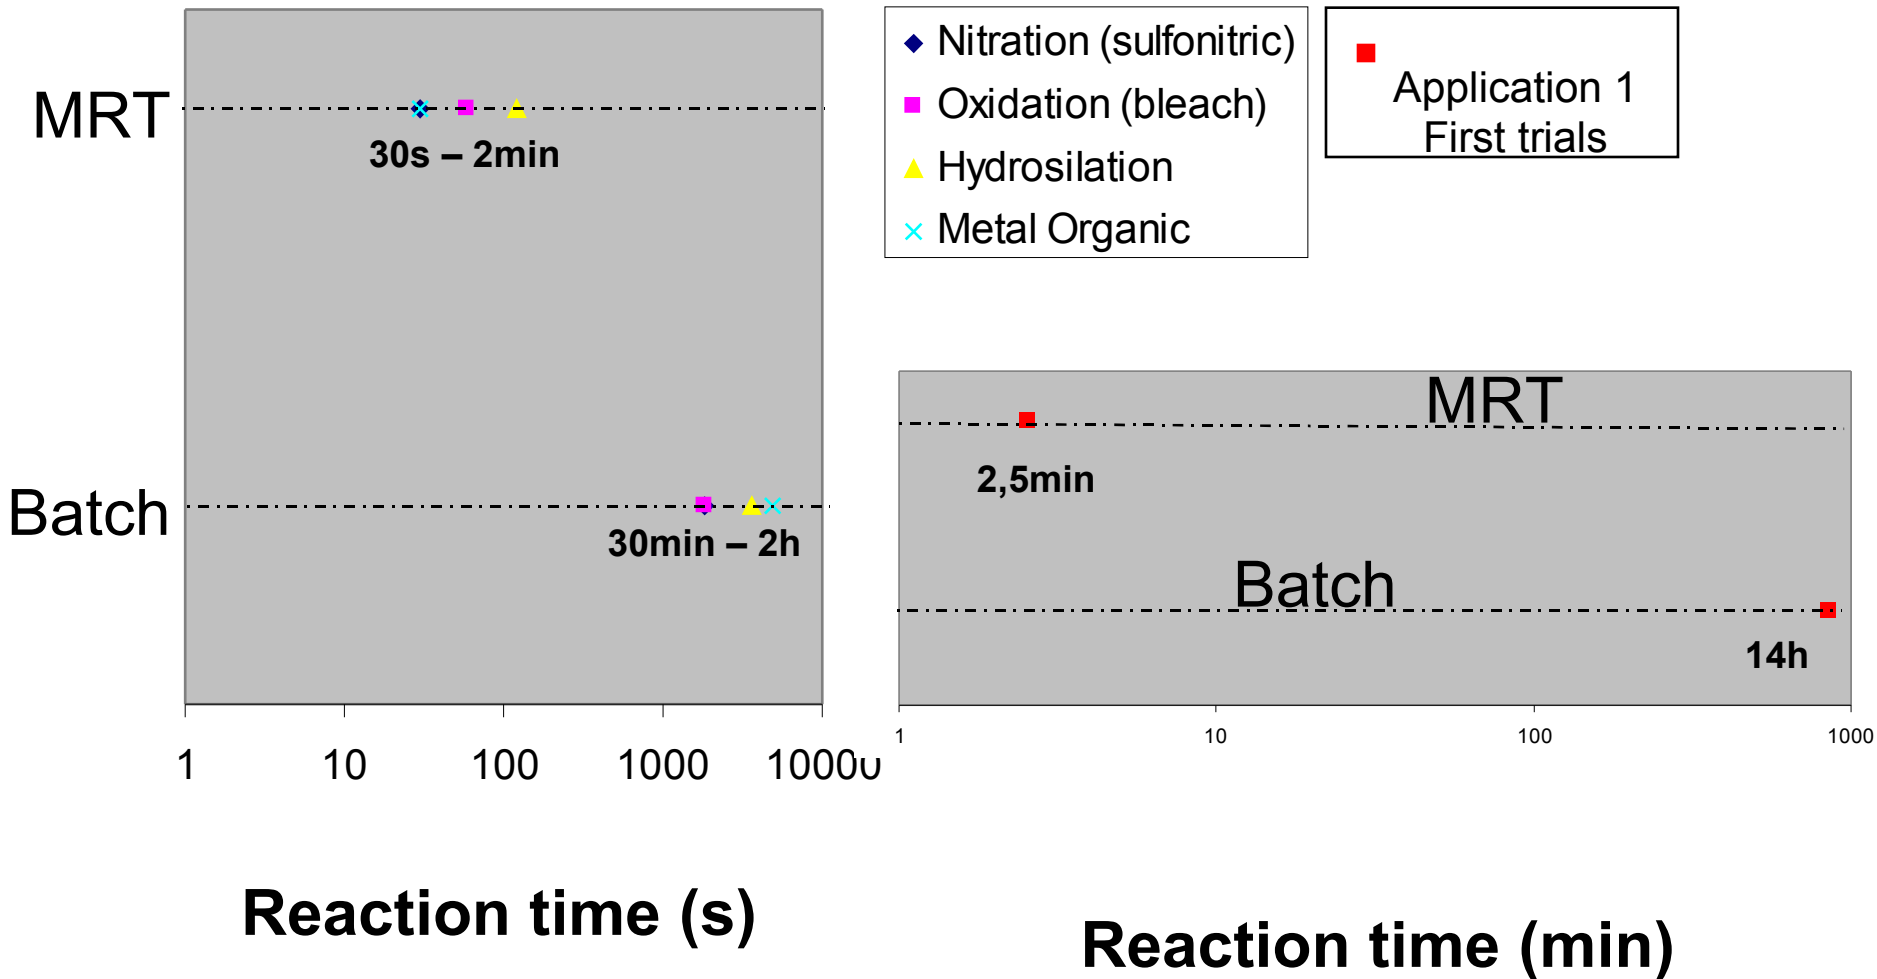 MRT
30s – 2min
Batch
30min – 2h
1 10 100 1000 10000
Reaction time (s)
Nitration (sulfonitric)
Oxidation (bleach)
Hydrosilation
Metal Organic
Application 1
First trials
MRT
2,5min
Batch
14h
1 10 100 1000
Reaction time (min)